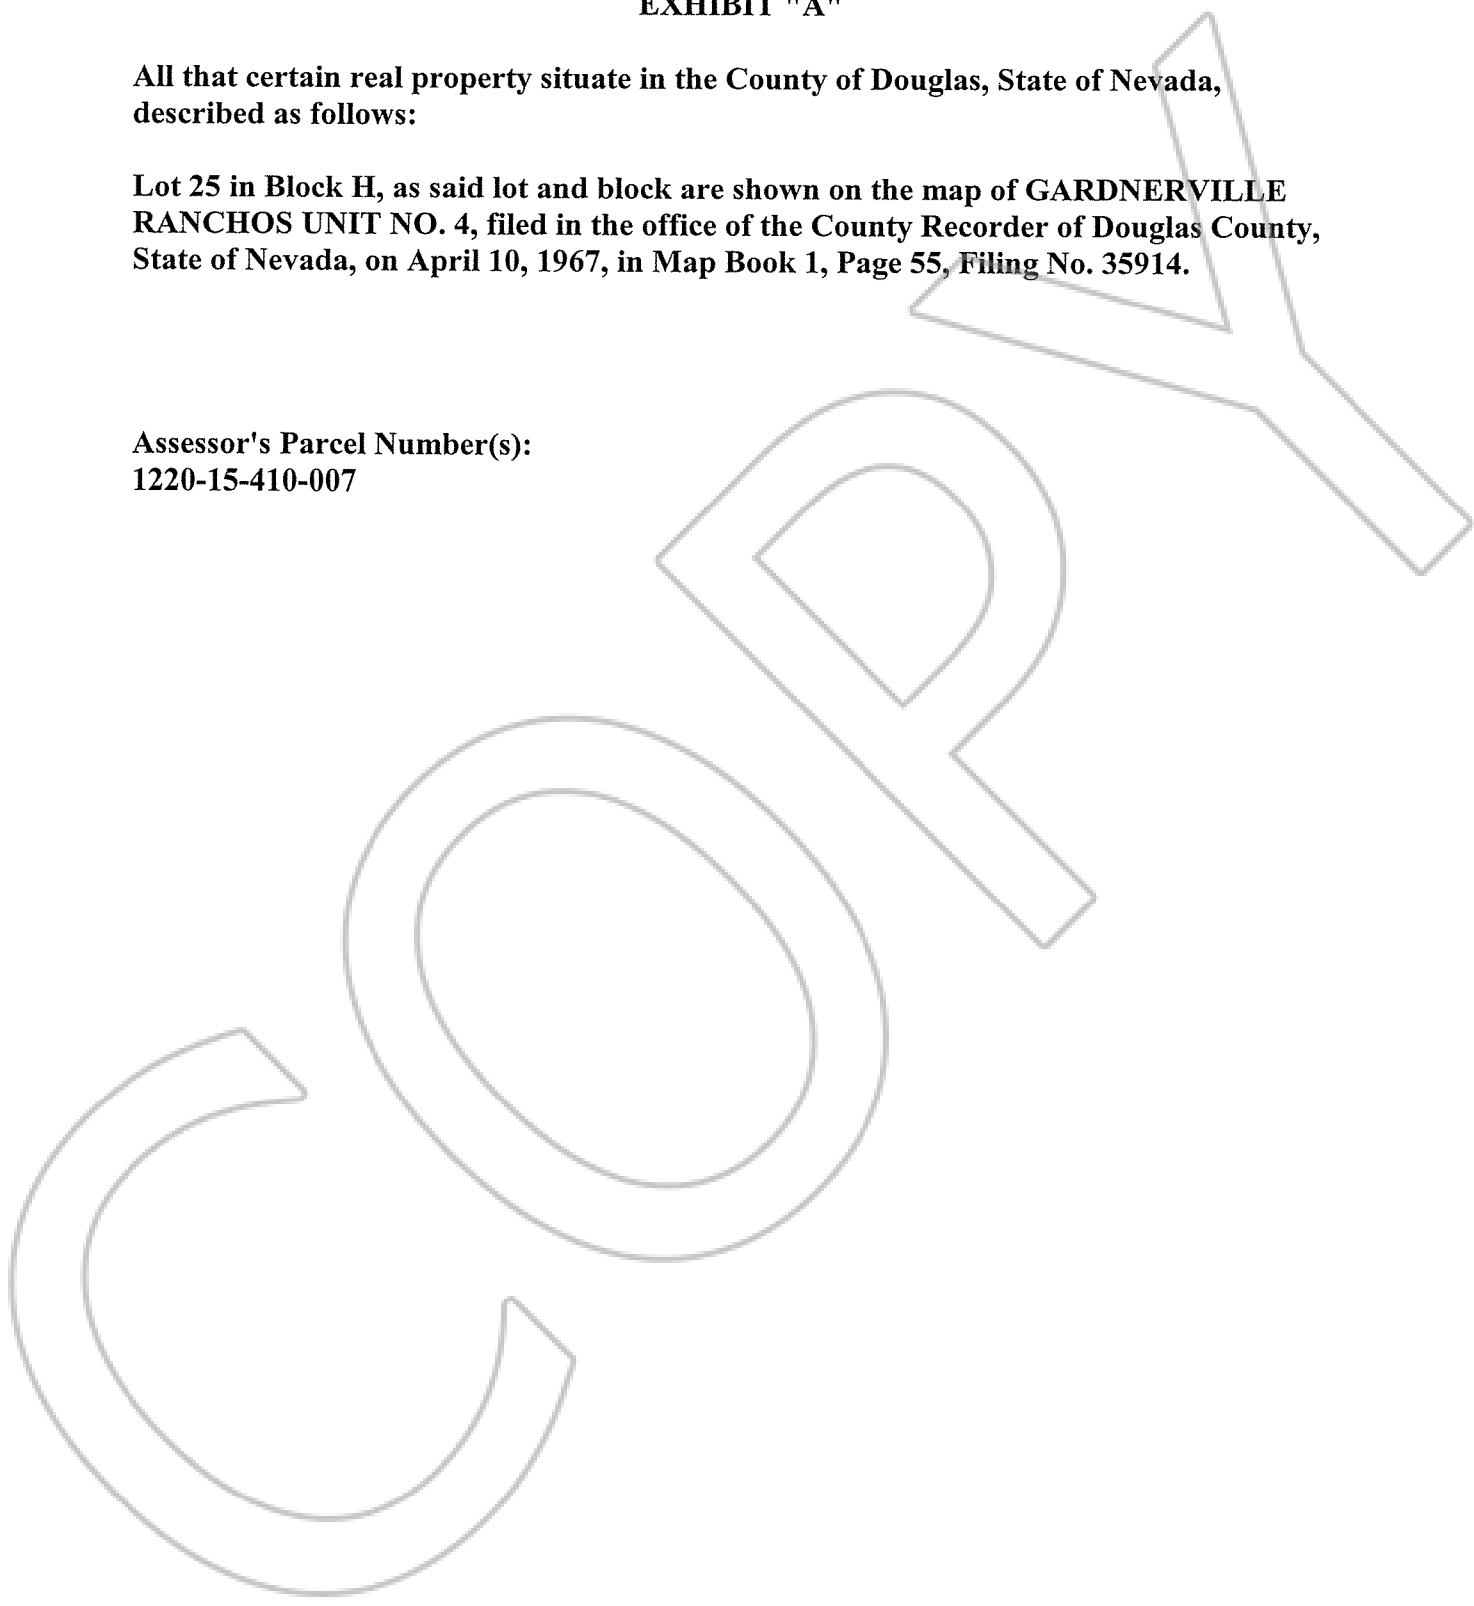 EXHIBIT "A"
All that certain real property situate in the County of Douglas, State of Nevada,
described as follows:
Lot 25 in Block H, as said lot and block are shown on the map of GARDNERVILLE
RANCHOS UNIT NO. 4, filed in the office of the County Recorder of Douglas County,
State of Nevada, on April 10, 1967, in Map Book 1, Page 55, Filing No. 35914.
Assessor's Parcel Number(s):
1220-15-410-007
COPY